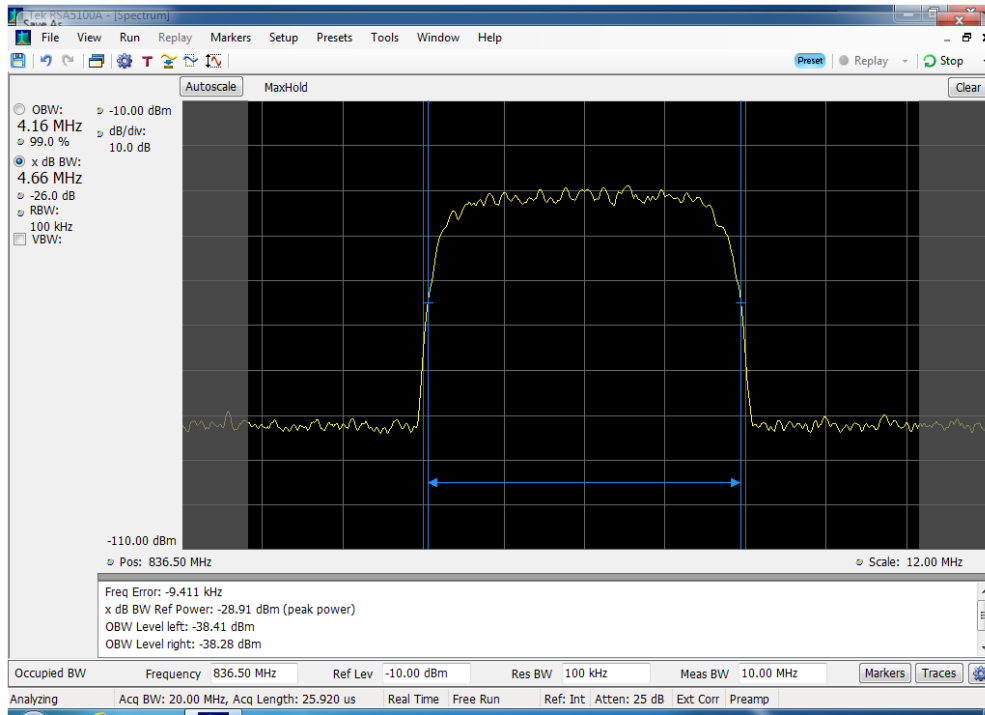 Tek RSA5100A - [Spectrum]
Save As
File View Run Replay Markers Setup Presets Tools Window Help
T Preset Replay Stop
Autoscale MaxHold Clear
OBW:
4.16 MHz
99.0 %
x dB BW:
4.66 MHz
-26.0 dB
RBW:
100 kHz
VBW:
-10.00 dBm
dB/div:
10.0 dB
-110.00 dBm
Pos: 836.50 MHz Scale: 12.00 MHz
Freq Error: -9.411 kHz
x dB BW Ref Power: -28.91 dBm (peak power)
OBW Level left: -38.41 dBm
OBW Level right: -38.28 dBm
Occupied BW Frequency 836.50 MHz Ref Lev -10.00 dBm Res BW 100 kHz Meas BW 10.00 MHz Markers Traces
Analyzing Acq BW: 20.00 MHz, Acq Length: 25.920 us Real Time Free Run Ref: Int Atten: 25 dB Ext Corr Preamp